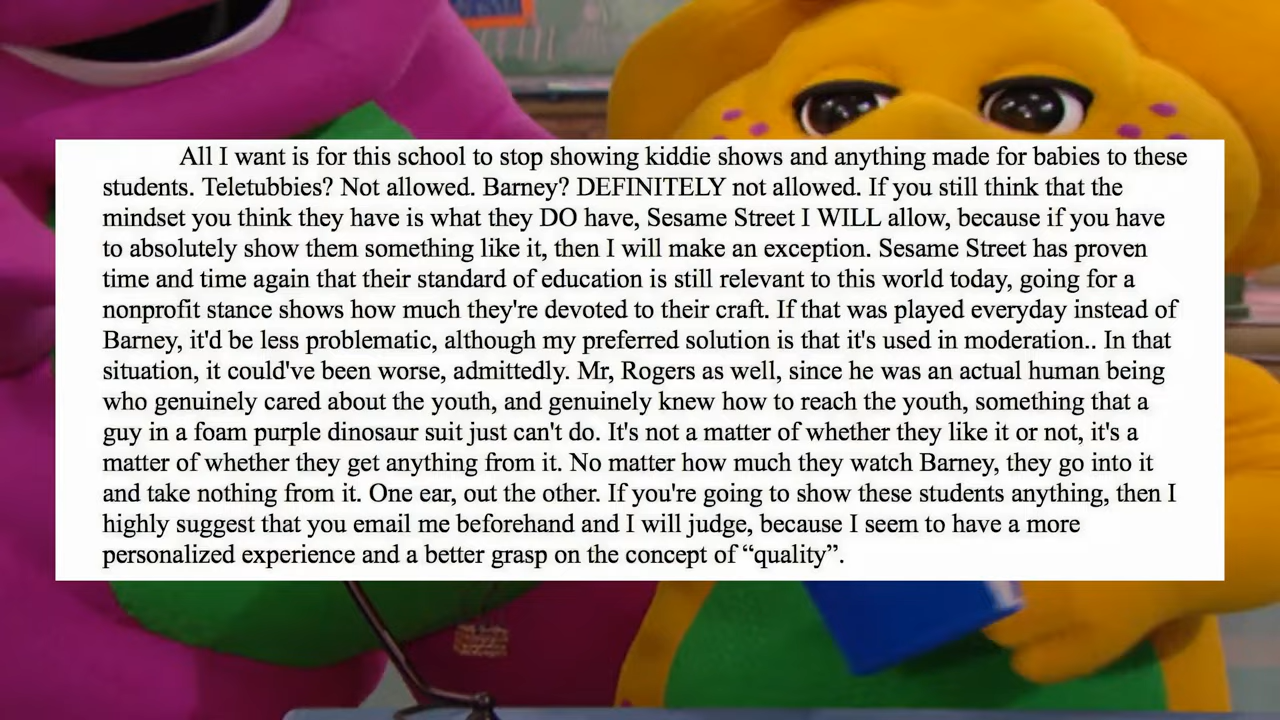 All I want is for this school to stop showing kiddie shows and anything made for babies to these
students. Teletubbies? Not allowed. Barney? DEFINITELY not allowed. If you still think that the
mindset you think they have is what they DO have, Sesame Street I WILL allow, because if you have
to absolutely show them something like it, then I will make an exception. Sesame Street has proven
time and time again that their standard of education is still relevant to this world today, going for a
nonprofit stance shows how much they're devoted to their craft. If that was played everyday instead of
Barney, it'd be less problematic, although my preferred solution is that it's used in moderation.. In that
situation, it could've been worse, admittedly. Mr, Rogers as well, since he was an actual human being
who genuinely cared about the youth, and genuinely knew how to reach the youth, something that a
guy in a foam purple dinosaur suit just can't do. It's not a matter of whether they like it or not, it's a
matter of whether they get anything from it. No matter how much they watch Barney, they go into it
and take nothing from it. One ear, out the other. If you're going to show these students anything, then I
highly suggest that you email me beforehand and I will judge, because I seem to have a more
personalized experience and a better grasp on the concept of “quality”.